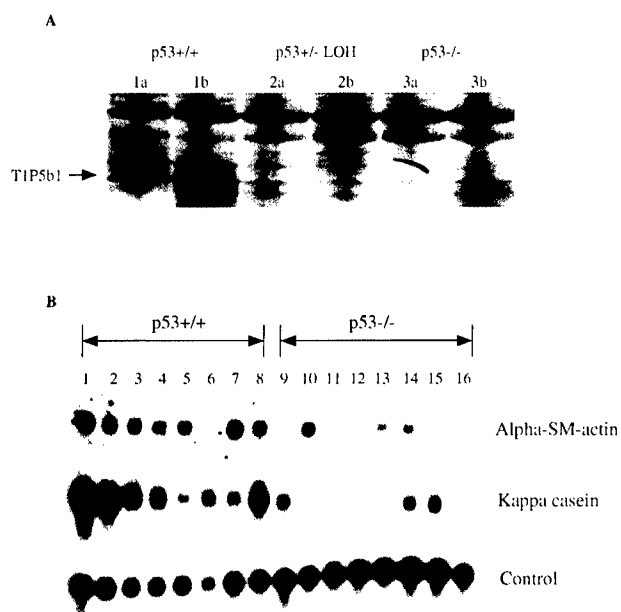 A
p53+/+ p53+/- LOH p53-/-
1a 1b 2a 2b 3a 3b
T1P5b1
B
p53+/+ p53-/-
1 2 3 4 5 6 7 8 9 10 11 12 13 14 15 16
Alpha-SM-actin
Kappa casein
Control